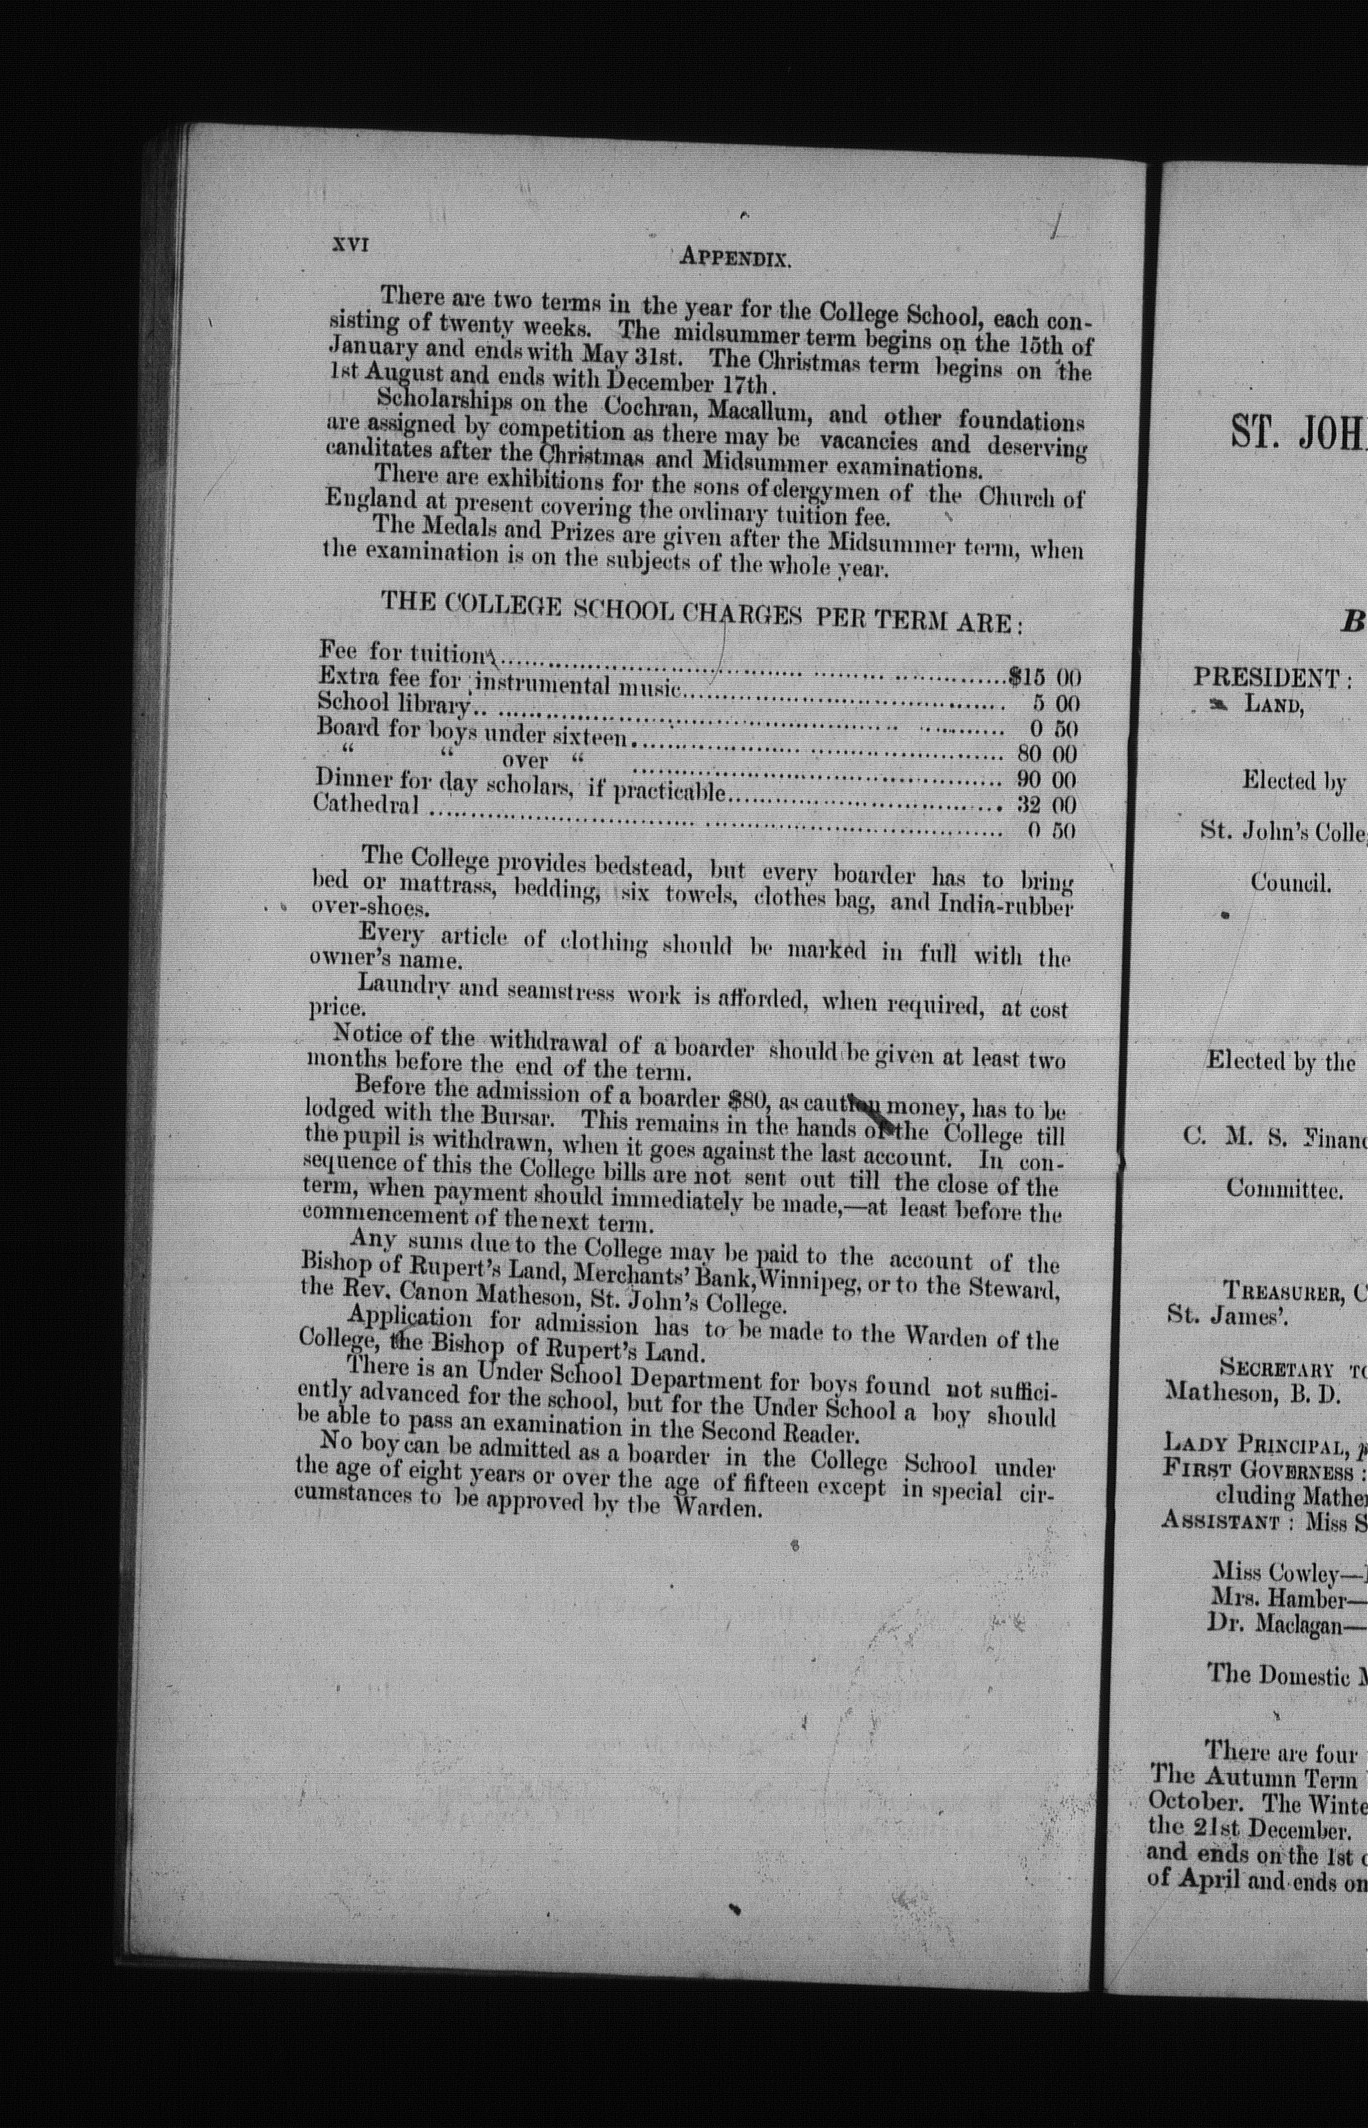 XVI
APPENDIX.
There are two terms in the year for the College School, each con-
sisting of twenty weeks. The midsummer term begins on the 15th of
January and ends with May 31st. The Christmas term begins on the
1st August and ends with December 17th.
Scholarships on the Cochran, Macallum, and other foundations
are assigned by competition as there may be vacancies and deserving
canditates after the Christmas and Midsummer examinations.
There are exhibitions for the sons of clergymen of the Church of
England at present covering the ordinary tuition fee.
The Medals and Prizes are given after the Midsummer term, when
the examination is on the subjects of the whole year.
THE COLLEGE SCHOOL CHARGES PER TERM ARE:
Fee for tuition.......... $15 00
Extra fee for instrumental music.......... 5 00
School library.......... 0 50
Board for boys under sixteen.......... 80 00
“ “ over “ .......... 90 00
Dinner for day scholars, if practicable.......... 32 00
Cathedral .......... 0 50
The College provides bedstead, but every boarder has to bring
bed or mattrass, bedding, six towels, clothes bag, and India-rubber
over-shoes.
Every article of clothing should be marked in full with the
owner's name.
Laundry and seamstress work is afforded, when required, at cost
price.
Notice of the withdrawal of a boarder should be given at least two
months before the end of the term.
Before the admission of a boarder $80, as caution money, has to be
lodged with the Bursar. This remains in the hands of the College till
the pupil is withdrawn, when it goes against the last account. In con-
sequence of this the College bills are not sent out till the close of the
term, when payment should immediately be made,—at least before the
commencement of the next term.
Any sums due to the College may be paid to the account of the
Bishop of Rupert's Land, Merchants' Bank, Winnipeg, or to the Steward,
the Rev. Canon Matheson, St. John's College.
Application for admission has to be made to the Warden of the
College, the Bishop of Rupert's Land.
There is an Under School Department for boys found not suffici-
ently advanced for the school, but for the Under School a boy should
be able to pass an examination in the Second Reader.
No boy can be admitted as a boarder in the College School under
the age of eight years or over the age of fifteen except in special cir-
cumstances to be approved by the Warden.
ST. JOH
B
PRESIDENT:
LAND,
Elected by
St. John's Colle
Council.
Elected by the
C. M. S. Financ
Committee.
TREASURER, C
St. James'.
SECRETARY TO
Matheson, B. D.
LADY PRINCIPAL,
FIRST GOVERNESS:
cluding Mathe
ASSISTANT: Miss S
Miss Cowley—
Mrs. Hamber—
Dr. Maclagan—
The Domestic
There are four
The Autumn Term
October. The Winte
the 21st December.
and ends on the 1st
of April and ends on